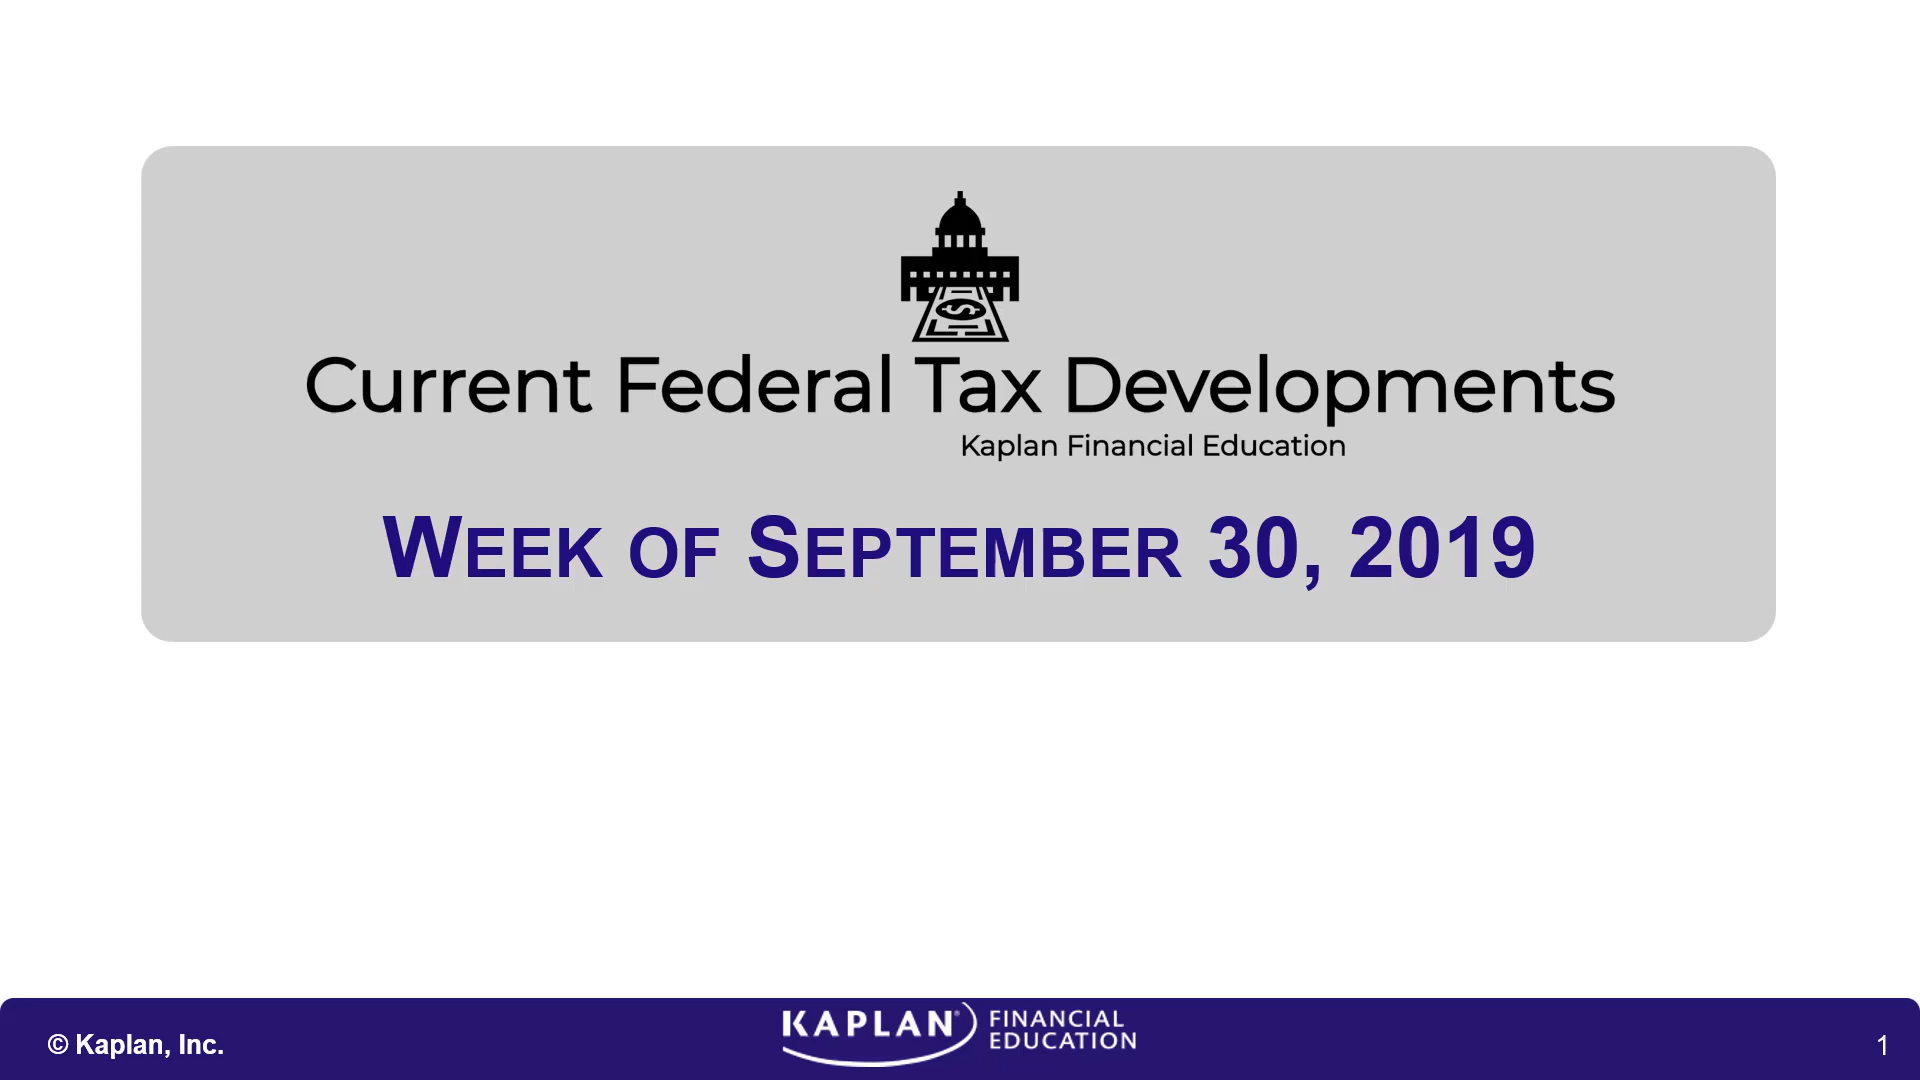 Current Federal Tax Developments
Kaplan Financial Education
WEEK OF SEPTEMBER 30, 2019
© Kaplan, Inc.
KAPLAN® FINANCIAL
EDUCATION
1